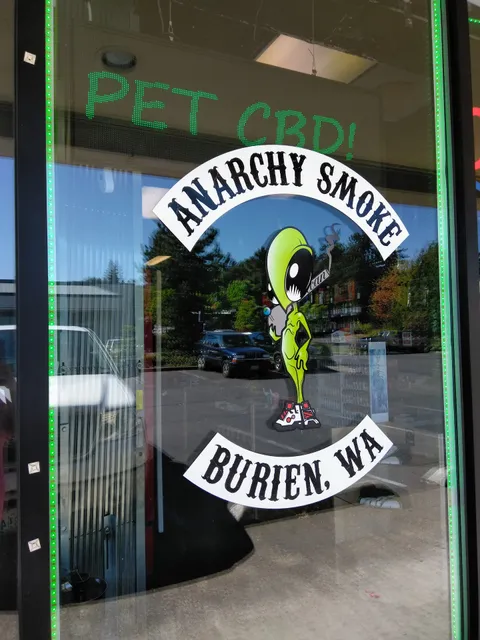 PET CBD!
ANARCHY SMOKE
BURIEN, WA